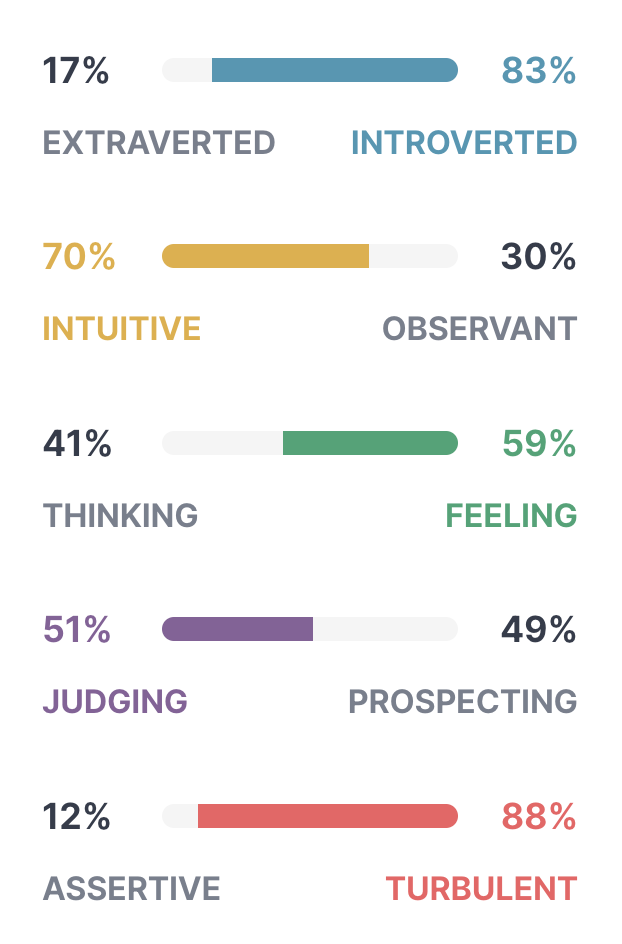 17% 83%
EXTRAVERTED INTROVERTED
70% 30%
INTUITIVE OBSERVANT
41% 59%
THINKING FEELING
51% 49%
JUDGING PROSPECTING
12% 88%
ASSERTIVE TURBULENT